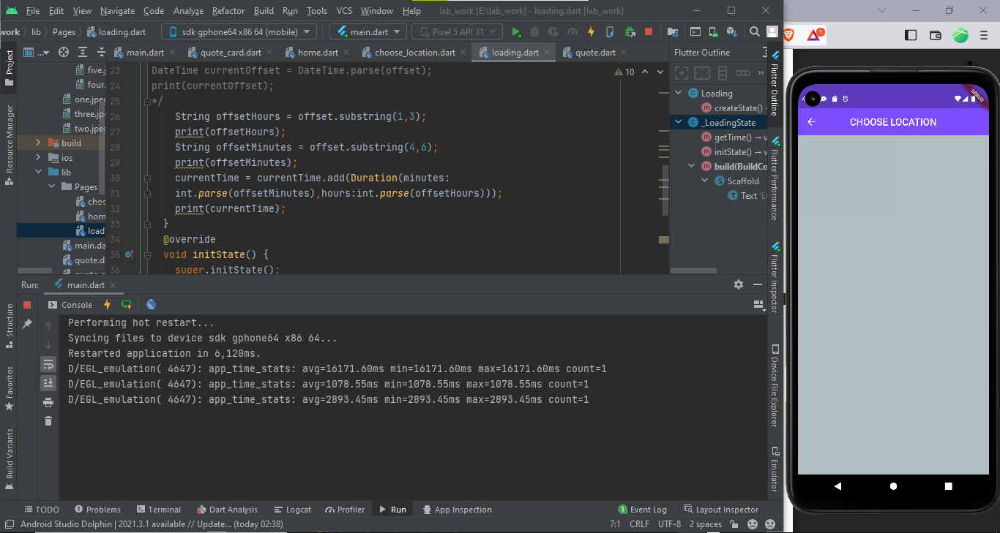 File Edit View Navigate Code Analyze Refactor Build Run Tools VCS Window Help lab_work [E:\lab_work] - loading.dart [lab_work]
work lib Pages loading.dart sdk gphone64 x86 64 (mobile) main.dart Pixel 5 API 31
1
Project
Resource Manager
Structure
Favorites
Build Variants
...
five.j
four.
one.jpeg
three.jpe
two.jpeg
build
ios
lib
Pages
choo
hom
load
main.da
quote.d
main.dart quote_card.dart home.dart choose_location.dart loading.dart quote.dart
23 DateTime currentOffset = DateTime.parse(offset);
24 print(currentOffset);
25 */
26 String offsetHours = offset.substring(1,3);
27 print(offsetHours);
28 String offsetMinutes = offset.substring(4,6);
29 print(offsetMinutes);
30 currentTime = currentTime.add(Duration(minutes:
31 int.parse(offsetMinutes),hours:int.parse(offsetHours)));
32 print(currentTime);
33 }
34 @override
35 void initState() {
36 super.initState();
10
Flutter Outline
Loading
createState()
_LoadingState
getTime() → v
initState() → v
build(BuildCo
Scaffold
Text 'L
Flutter Outline
Flutter Performance
Flutter Inspector
Device File Explorer
Emulator
Run: main.dart
Console
Performing hot restart...
Syncing files to device sdk gphone64 x86 64...
Restarted application in 6,120ms.
D/EGL_emulation( 4647): app_time_stats: avg=16171.60ms min=16171.60ms max=16171.60ms count=1
D/EGL_emulation( 4647): app_time_stats: avg=1078.55ms min=1078.55ms max=1078.55ms count=1
D/EGL_emulation( 4647): app_time_stats: avg=2893.45ms min=2893.45ms max=2893.45ms count=1
TODO Problems Terminal Dart Analysis Logcat Profiler Run App Inspection 1 Event Log Layout Inspector
Android Studio Dolphin | 2021.3.1 available // Update... (today 02:38) 7:1 CRLF UTF-8 2 spaces
DEBUG
CHOOSE LOCATION